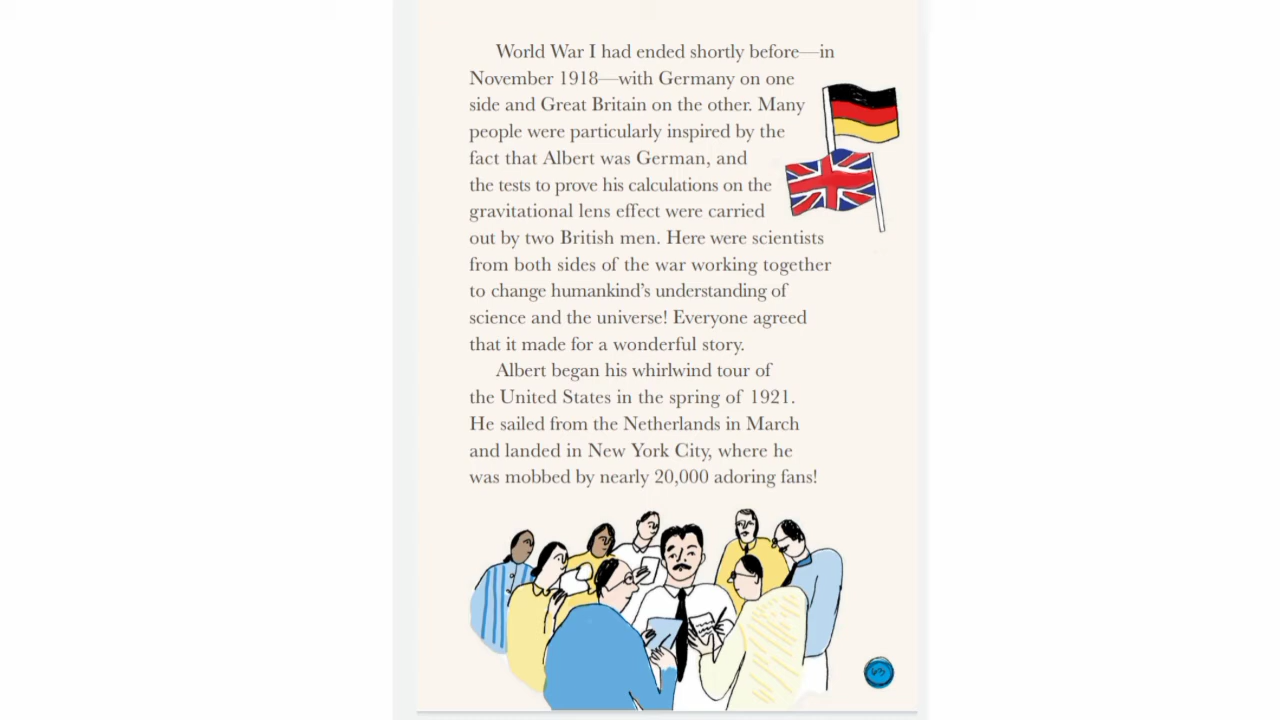 World War I had ended shortly before—in
November 1918—with Germany on one
side and Great Britain on the other. Many
people were particularly inspired by the
fact that Albert was German, and
the tests to prove his calculations on the
gravitational lens effect were carried
out by two British men. Here were scientists
from both sides of the war working together
to change humankind's understanding of
science and the universe! Everyone agreed
that it made for a wonderful story.
Albert began his whirlwind tour of
the United States in the spring of 1921.
He sailed from the Netherlands in March
and landed in New York City, where he
was mobbed by nearly 20,000 adoring fans!